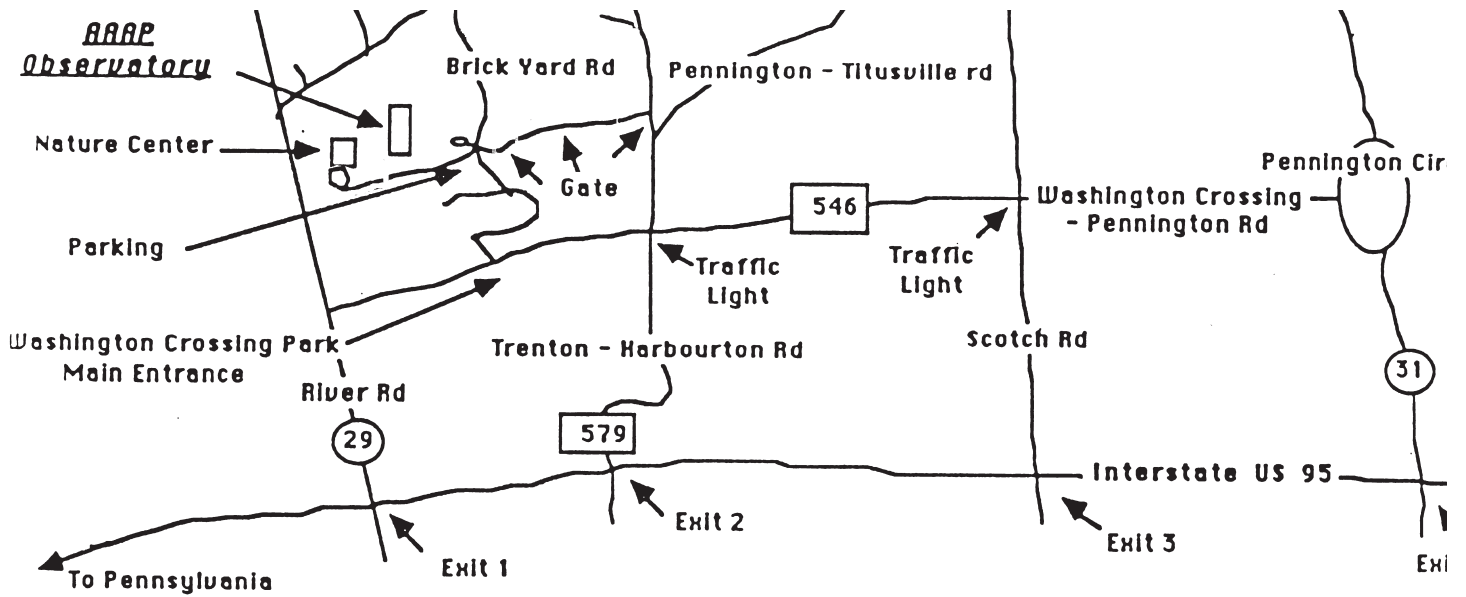 AAAP
Observatory
Brick Yard Rd
Pennington - Titusville rd
Nature Center
Gate
Pennington Cir
546
Washington Crossing
- Pennington Rd
Parking
Traffic
Light
Traffic
Light
Washington Crossing Park
Main Entrance
Trenton - Harbourton Rd
Scotch Rd
River Rd
31
29
579
Interstate US 95
Exit 2
Exit 3
Exit 1
Exi
To Pennsylvania